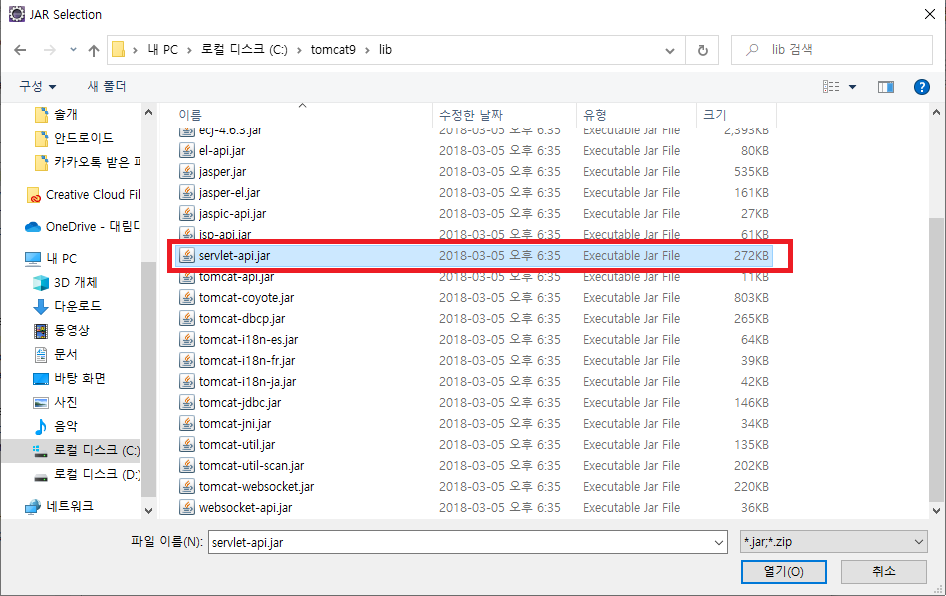 JAR Selection
내 PC > 로컬 디스크 (C:) > tomcat9 > lib
lib 검색
구성
새 폴더
솔개
안드로이드
카카오톡 받은 파
Creative Cloud Fil
OneDrive - 대림대
내 PC
3D 개체
다운로드
동영상
문서
바탕 화면
사진
음악
로컬 디스크 (C:)
로컬 디스크 (D:)
네트워크
이름 수정한 날짜 유형 크기
ecj-4.6.3.jar 2018-03-05 오후 6:35 Executable Jar File 2,393KB
el-api.jar 2018-03-05 오후 6:35 Executable Jar File 80KB
jasper.jar 2018-03-05 오후 6:35 Executable Jar File 535KB
jasper-el.jar 2018-03-05 오후 6:35 Executable Jar File 161KB
jaspic-api.jar 2018-03-05 오후 6:35 Executable Jar File 27KB
jsp-api.jar 2018-03-05 오후 6:35 Executable Jar File 61KB
servlet-api.jar 2018-03-05 오후 6:35 Executable Jar File 272KB
tomcat-api.jar 2018-03-05 오후 6:35 Executable Jar File 11KB
tomcat-coyote.jar 2018-03-05 오후 6:35 Executable Jar File 803KB
tomcat-dbcp.jar 2018-03-05 오후 6:35 Executable Jar File 265KB
tomcat-i18n-es.jar 2018-03-05 오후 6:35 Executable Jar File 64KB
tomcat-i18n-fr.jar 2018-03-05 오후 6:35 Executable Jar File 39KB
tomcat-i18n-ja.jar 2018-03-05 오후 6:35 Executable Jar File 42KB
tomcat-jdbc.jar 2018-03-05 오후 6:35 Executable Jar File 146KB
tomcat-jni.jar 2018-03-05 오후 6:35 Executable Jar File 34KB
tomcat-util.jar 2018-03-05 오후 6:35 Executable Jar File 135KB
tomcat-util-scan.jar 2018-03-05 오후 6:35 Executable Jar File 202KB
tomcat-websocket.jar 2018-03-05 오후 6:35 Executable Jar File 220KB
websocket-api.jar 2018-03-05 오후 6:35 Executable Jar File 36KB
파일 이름(N): servlet-api.jar *.jar;*.zip
열기(O) 취소